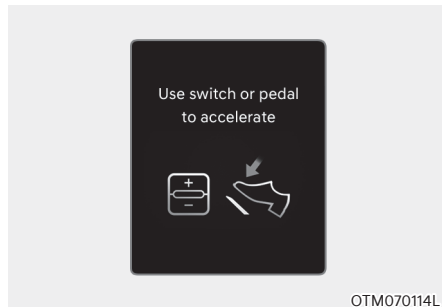 Use switch or pedal
to accelerate
OTM070114L